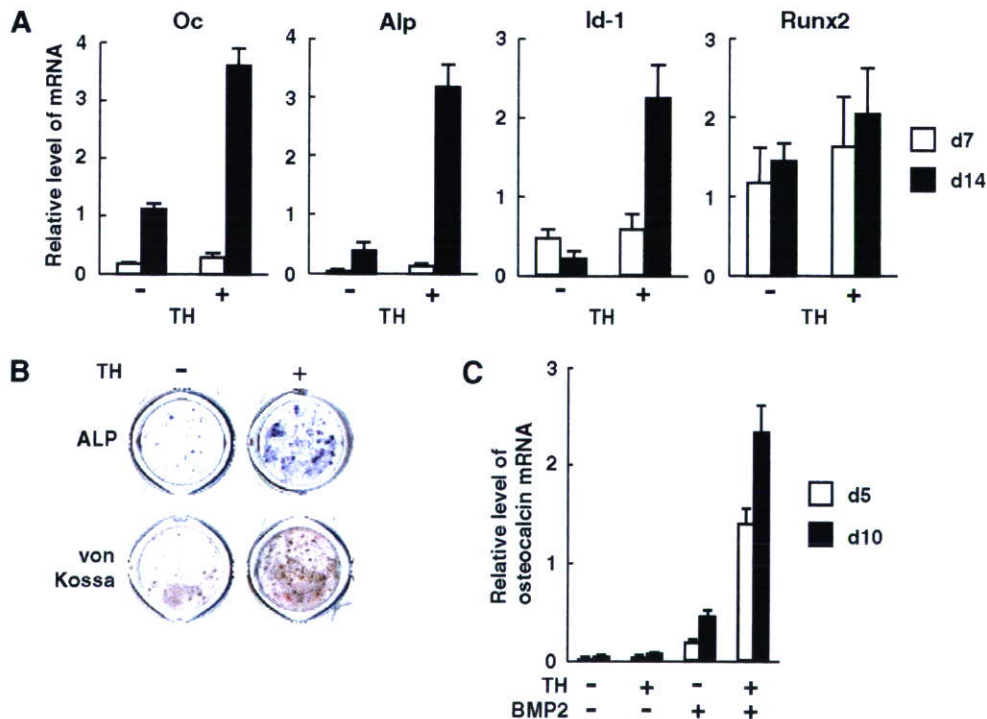 A
Oc
Alp
Id-1
Runx2
Relative level of mRNA
4
3
2
1
0
4
3
2
1
0
3
2
1
0
3
2
1
0
- +
TH
- +
TH
- +
TH
- +
TH
d7
d14
B
TH - +
ALP
von
Kossa
C
Relative level of
osteocalcin mRNA
3
2
1
0
d5
d10
TH - + - +
BMP2 - - + +